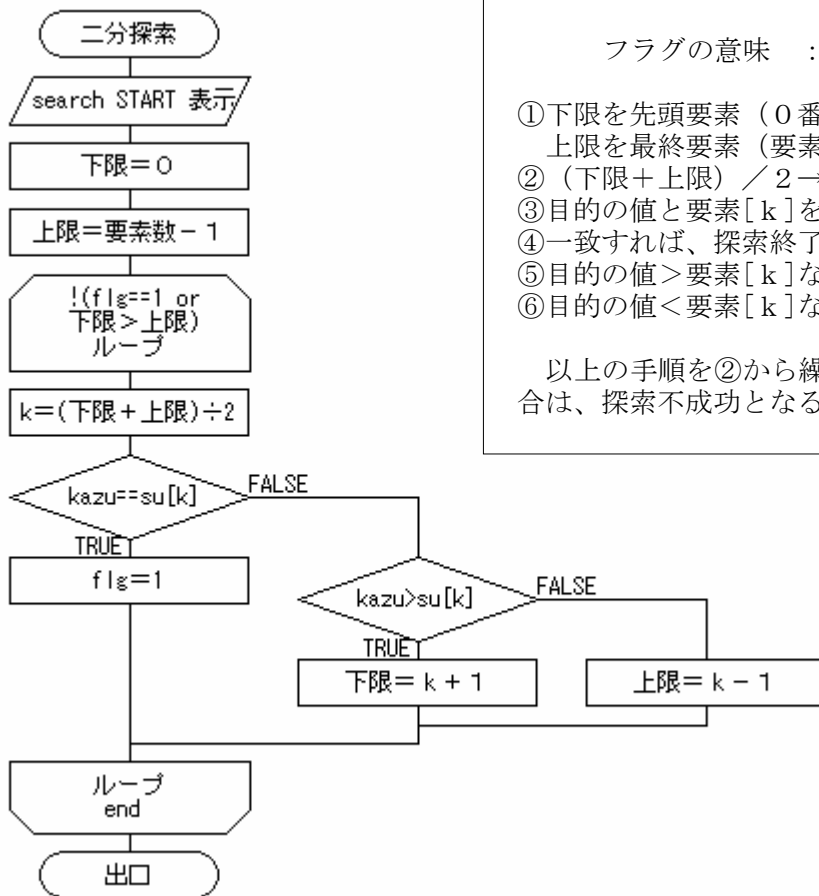 二分探索
search START 表示
下限＝０
上限＝要素数－１
!(flg==1 or
下限＞上限)
ループ
k＝(下限＋上限)÷2
kazu==su[k]
FALSE
TRUE
flg＝1
kazu>su[k]
FALSE
TRUE
下限＝ｋ＋１
上限＝ｋ－１
ループ
end
出口
フラグの意味　：
①下限を先頭要素（０番
上限を最終要素（要素
②（下限＋上限）／２→
③目的の値と要素[ｋ]を
④一致すれば、探索終了
⑤目的の値＞要素[ｋ]な
⑥目的の値＜要素[ｋ]な
以上の手順を②から繰
合は、探索不成功となる